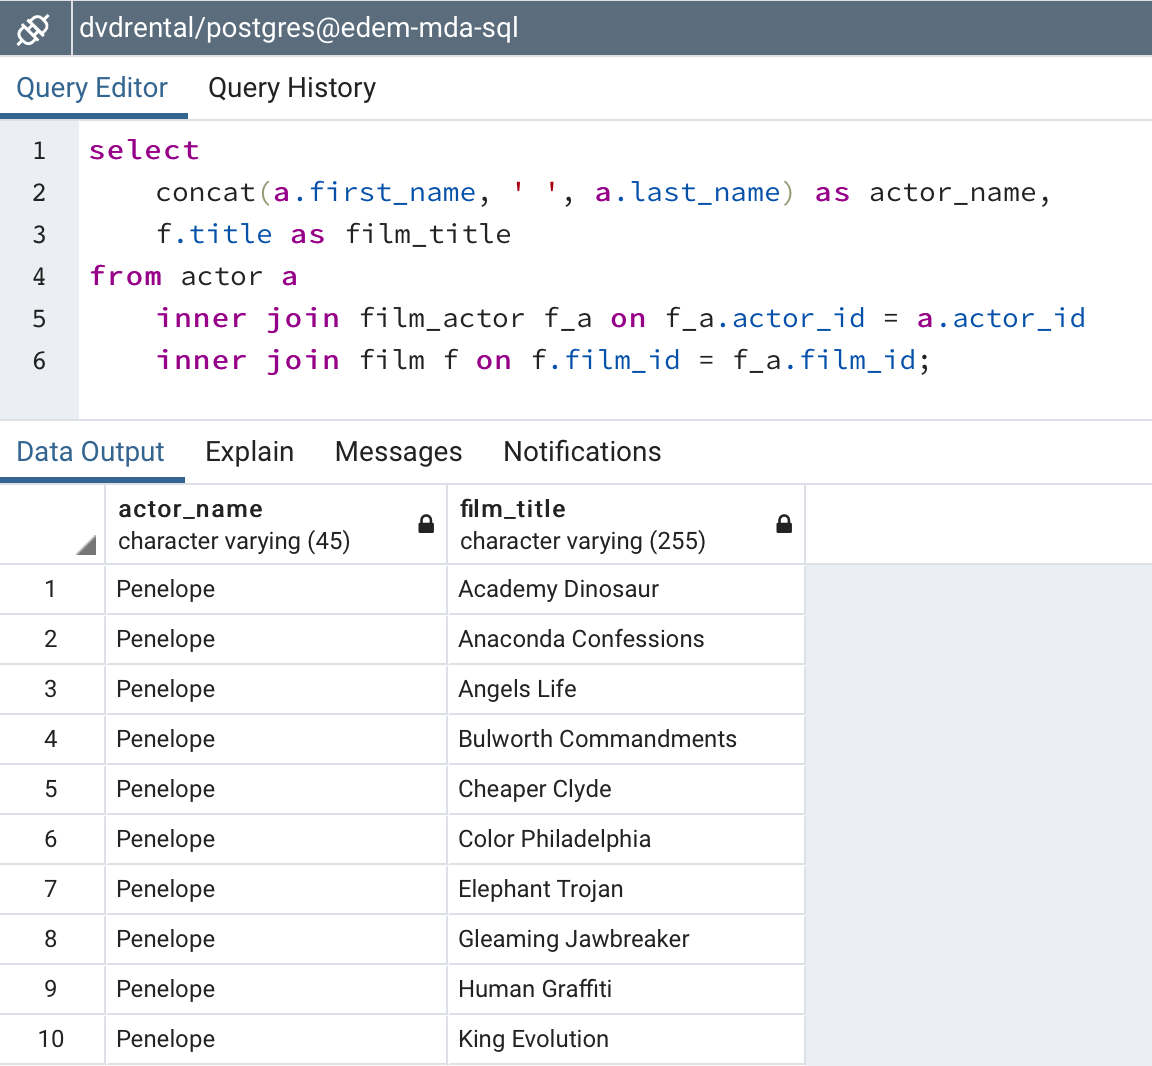 dvdrental/postgres@edem-mda-sql
Query Editor Query History
1 select
2 concat(a.first_name, ' ', a.last_name) as actor_name,
3 f.title as film_title
4 from actor a
5 inner join film_actor f_a on f_a.actor_id = a.actor_id
6 inner join film f on f.film_id = f_a.film_id;
Data Output Explain Messages Notifications
actor_name film_title
character varying (45) character varying (255)
1 Penelope Academy Dinosaur
2 Penelope Anaconda Confessions
3 Penelope Angels Life
4 Penelope Bulworth Commandments
5 Penelope Cheaper Clyde
6 Penelope Color Philadelphia
7 Penelope Elephant Trojan
8 Penelope Gleaming Jawbreaker
9 Penelope Human Graffiti
10 Penelope King Evolution